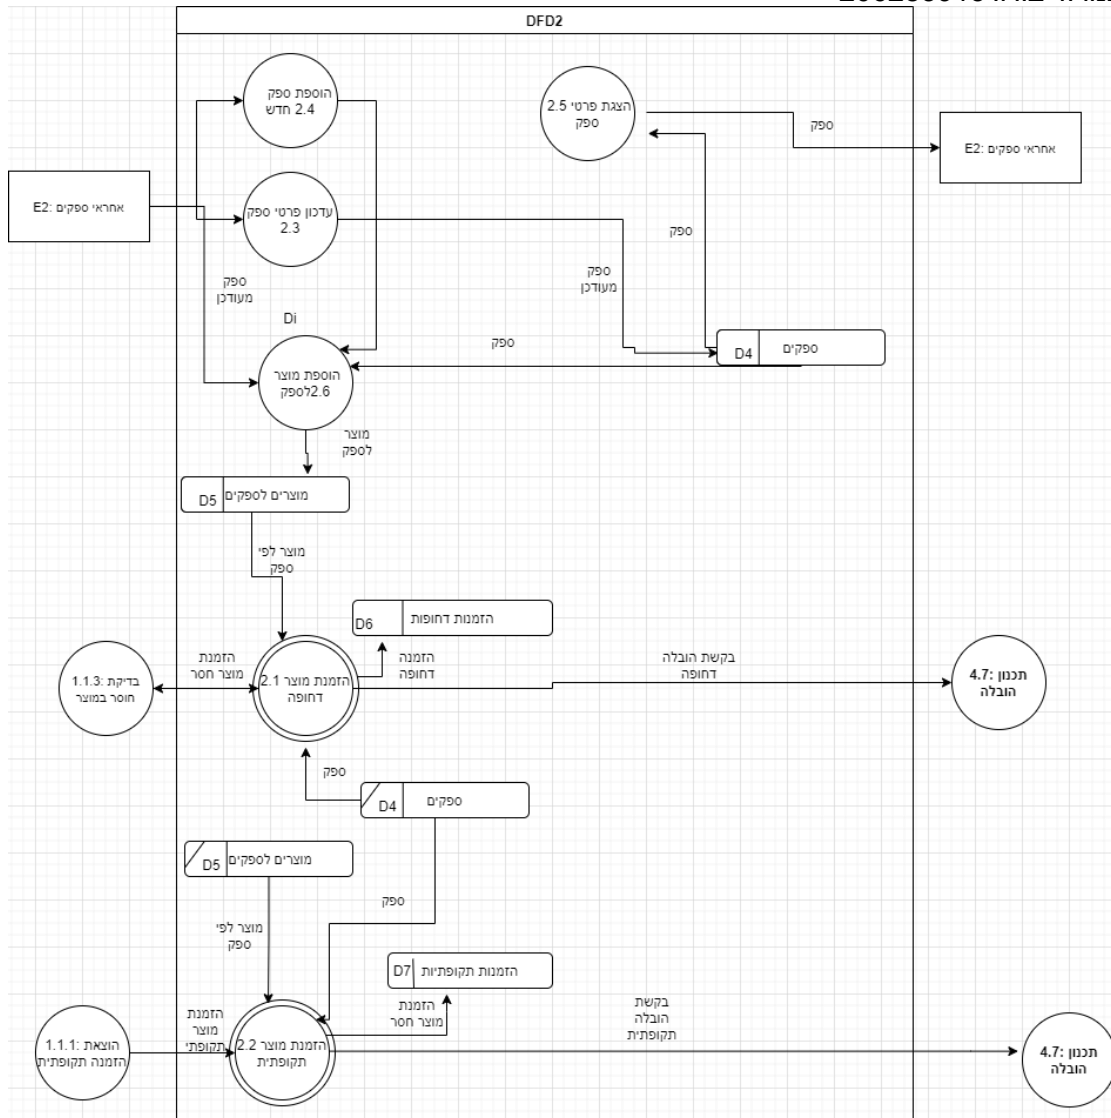 DFD2
הוספת ספק
2.4 חדש
הצגת פרטי 2.5
ספק
ספק
E2: אחראי ספקים
E2: אחראי ספקים
עדכון פרטי ספק
2.3
ספק
ספק
מעודכן
ספק
מעודכן
Di
ספק
D4
ספקים
הוספת מוצר
2.6לספק
מוצר
לספק
D5
מוצרים לספקים
מוצר לפי
ספק
D6
הזמנות דחופות
בדיקת :1.1.3
חוסר במוצר
הזמנת
מוצר חסר
הזמנת מוצר 2.1
דחופה
הזמנה
דחופה
בקשת הובלה
דחופה
תכנון :4.7
הובלה
ספק
D4
ספקים
D5
מוצרים לספקים
ספק
מוצר לפי
ספק
D7
הזמנות תקופתיות
הוצאת :1.1.1
הזמנה תקופתית
הזמנת
מוצר
תקופתי
הזמנת מוצר 2.2
תקופתית
הזמנת
מוצר חסר
בקשת
הובלה
תקופתית
תכנון :4.7
הובלה